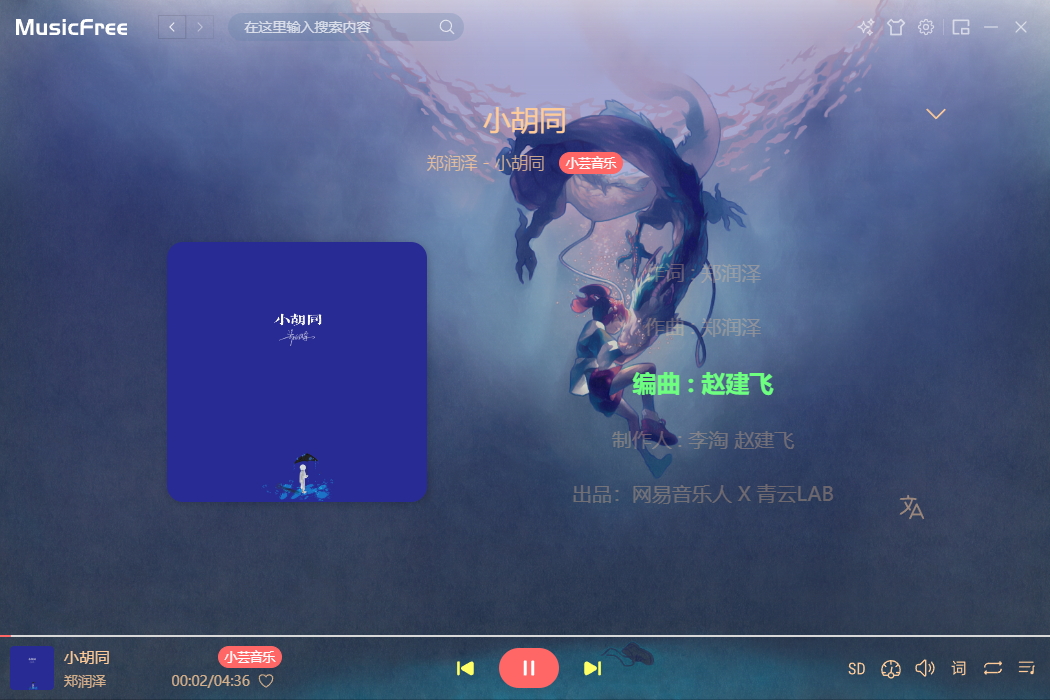 MusicFree
在这里输入搜索内容
小胡同
郑润泽 - 小胡同 小芸音乐
小胡同
作词 : 郑润泽
作曲 : 郑润泽
编曲 : 赵建飞
制作人 : 李淘 赵建飞
出品：网易音乐人 X 青云LAB
小胡同 小芸音乐
郑润泽 00:02/04:36
SD 词